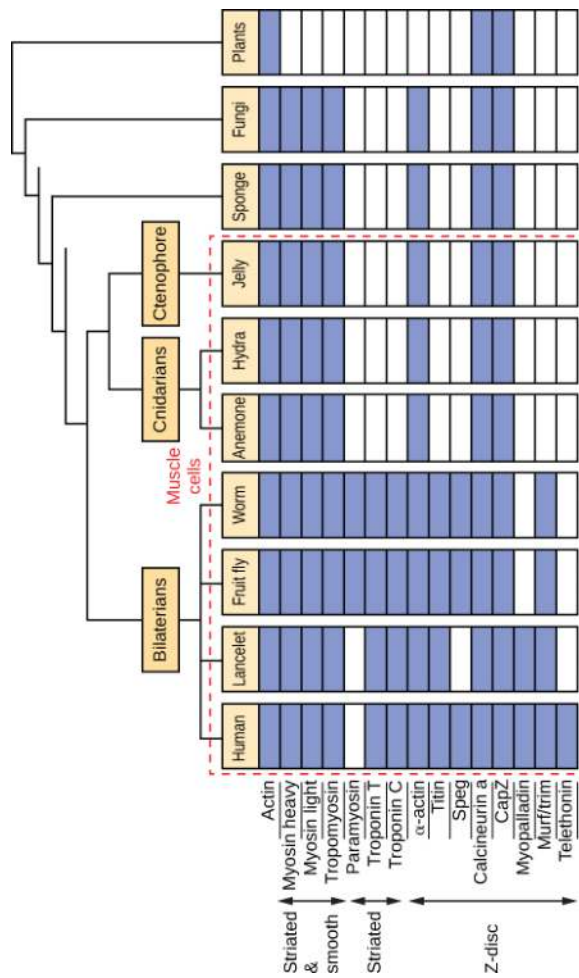 Plants
Fungi
Sponge
Jelly
Hydra
Anemone
Worm
Fruit fly
Lancelet
Human
Ctenophore
Cnidarians
Bilaterians
Muscle
cells
Actin
Myosin heavy
Myosin light
Tropomyosin
Paramyosin
Troponin T
Troponin C
α-actin
Titin
Speg
Calcineurin a
CapZ
Myopalladin
Murf/trim
Telethonin
Striated
&
smooth
Striated
Z-disc